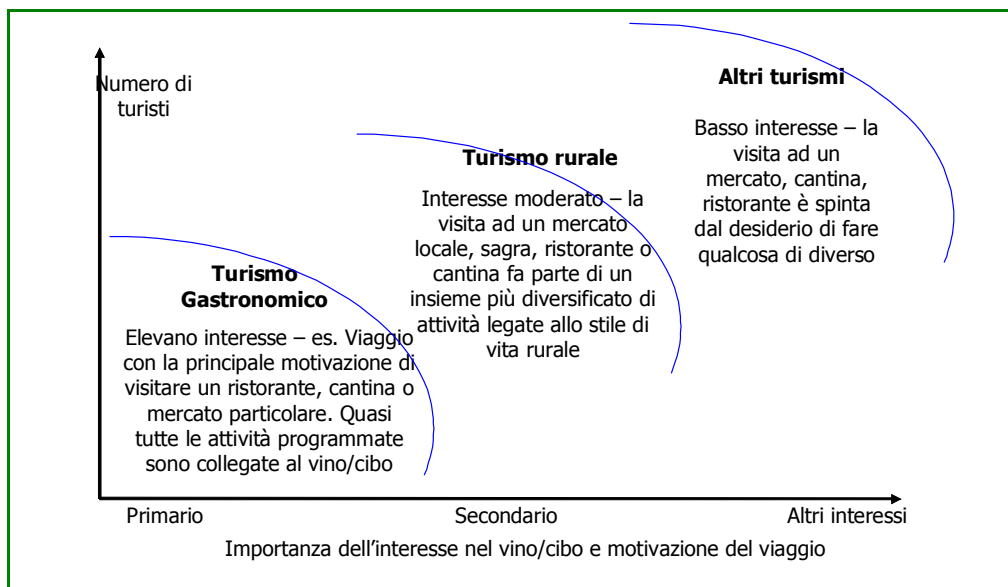 Numero di
turisti
Altri turismi
Basso interesse – la
visita ad un
mercato, cantina,
ristorante è spinta
dal desiderio di fare
qualcosa di diverso
Turismo rurale
Interesse moderato – la
visita ad un mercato
locale, sagra, ristorante o
cantina fa parte di un
insieme più diversificato di
attività legate allo stile di
vita rurale
Turismo
Gastronomico
Elevano interesse – es. Viaggio
con la principale motivazione di
visitare un ristorante, cantina o
mercato particolare. Quasi
tutte le attività programmate
sono collegate al vino/cibo
Primario
Secondario
Altri interessi
Importanza dell'interesse nel vino/cibo e motivazione del viaggio